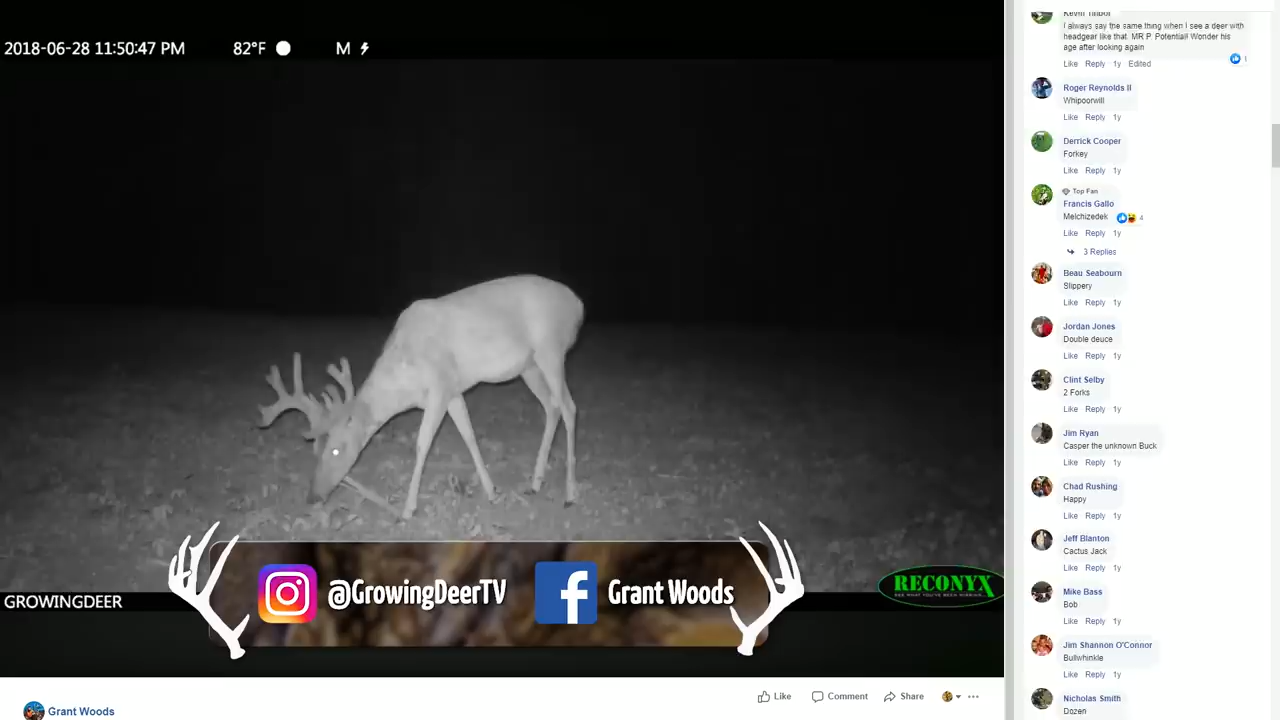 2018-06-28 11:50:47 PM 82°F M
GROWINGDEER
@GrowingDeerTV
Grant Woods
RECONYX
Like Comment Share
Grant Woods
I always say the same thing when I see a deer with
headgear like that. MR P. Potential! Wonder his
age after looking again
1
Like Reply 1y Edited
Roger Reynolds II
Whipoorwill
Like Reply 1y
Derrick Cooper
Forkey
Like Reply 1y
Top Fan
Francis Gallo
Melchizedek
4
Like Reply 1y
3 Replies
Beau Seabourn
Slippery
Like Reply 1y
Jordan Jones
Double deuce
Like Reply 1y
Clint Selby
2 Forks
Like Reply 1y
Jim Ryan
Casper the unknown Buck
Like Reply 1y
Chad Rushing
Happy
Like Reply 1y
Jeff Blanton
Cactus Jack
Like Reply 1y
Mike Bass
Bob
Like Reply 1y
Jim Shannon O'Connor
Bullwhinkle
Like Reply 1y
Nicholas Smith
Dozen